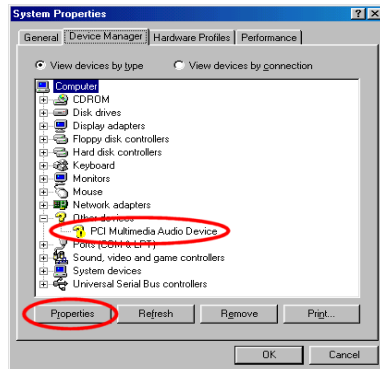 System Properties
General Device Manager Hardware Profiles Performance
View devices by type View devices by connection
Computer
CDROM
Disk drives
Display adapters
Floppy disk controllers
Hard disk controllers
Keyboard
Monitors
Mouse
Network adapters
Other devices
PCI Multimedia Audio Device
Ports (COM & LPT)
Sound, video and game controllers
System devices
Universal Serial Bus controllers
Properties Refresh Remove Print...
OK Cancel